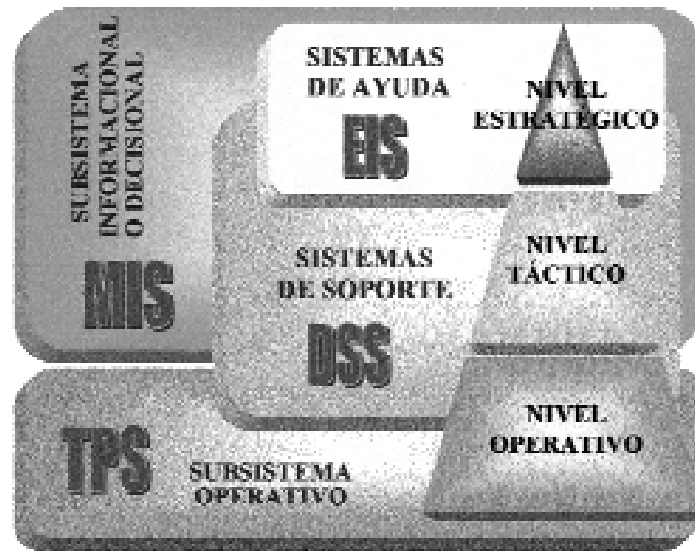 SUBSISTEMA
INFORMACIONAL
O DECISIONAL
MIS
SISTEMAS
DE AYUDA
EIS
NIVEL
ESTRATÉGICO
SISTEMAS
DE SOPORTE
DSS
NIVEL
TÁCTICO
TPS
SUBSISTEMA
OPERATIVO
NIVEL
OPERATIVO